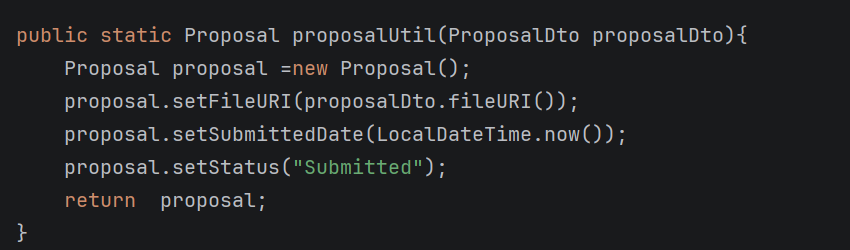 public static Proposal proposalUtil(ProposalDto proposalDto){
    Proposal proposal =new Proposal();
    proposal.setFileURI(proposalDto.fileURI());
    proposal.setSubmittedDate(LocalDateTime.now());
    proposal.setStatus("Submitted");
    return  proposal;
}